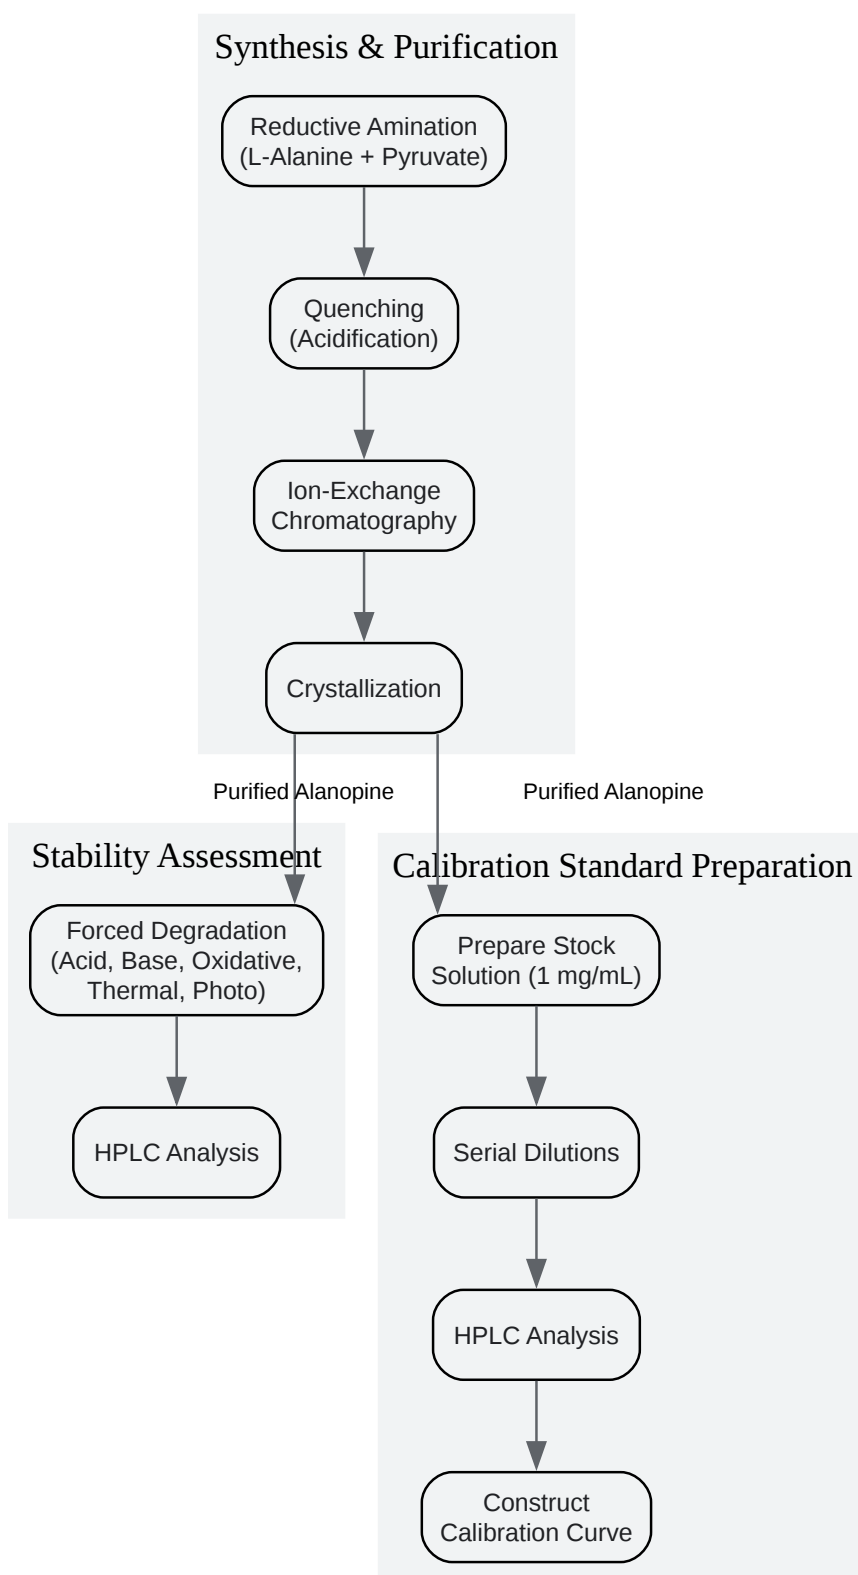 Synthesis & Purification
Reductive Amination
(L-Alanine + Pyruvate)
Quenching
(Acidification)
Ion-Exchange
Chromatography
Crystallization
Purified Alanopine
Purified Alanopine
Stability Assessment
Forced Degradation
(Acid, Base, Oxidative,
Thermal, Photo)
HPLC Analysis
Calibration Standard Preparation
Prepare Stock
Solution (1 mg/mL)
Serial Dilutions
HPLC Analysis
Construct
Calibration Curve